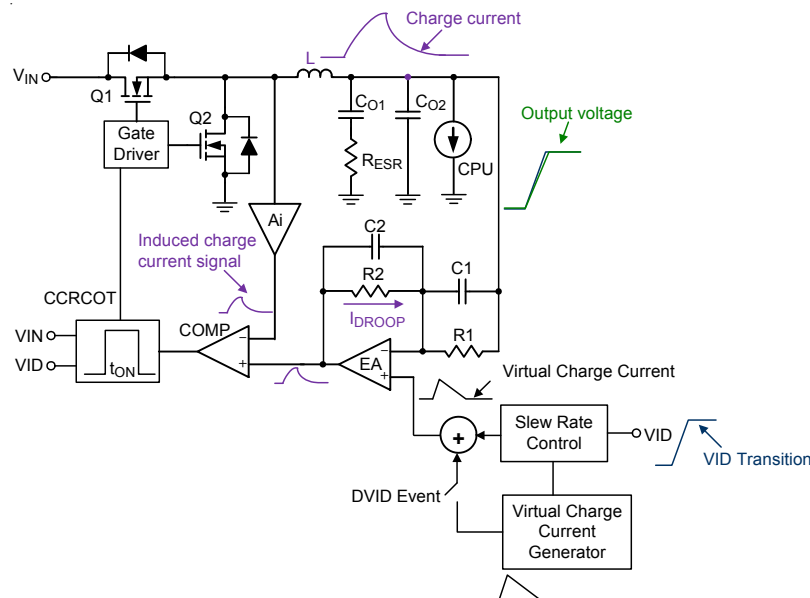 Charge current
L
VIN
Q1
Q2
CO1
CO2
Gate
Driver
RESR
CPU
Output voltage
Ai
Induced charge
current signal
C2
R2
C1
IDROOP
R1
CCRCOT
VIN
VID
tON
COMP
−
+
EA
−
+
Virtual Charge Current
+
Slew Rate
Control
VID
VID Transition
DVID Event
Virtual Charge
Current
Generator